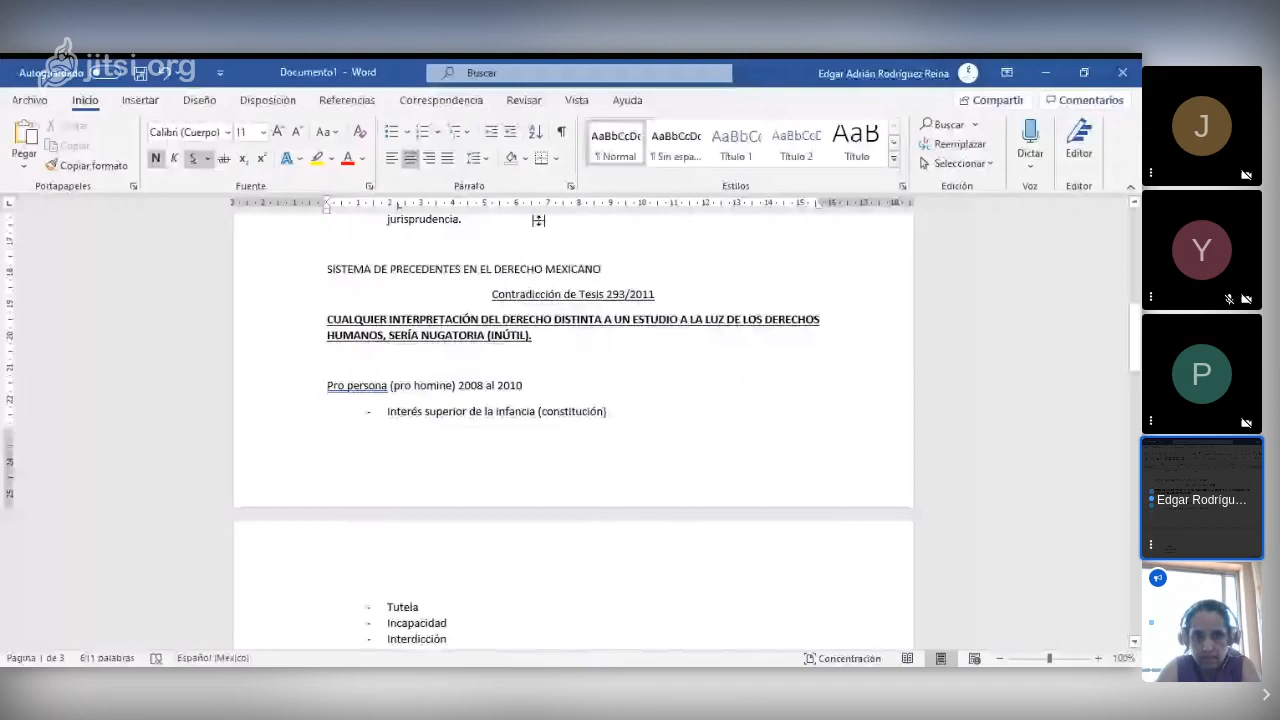 jitsi.org
Autoguardado
Documento1 - Word
Buscar
Edgar Adrián Rodríguez Reina
Archivo
Inicio
Insertar
Diseño
Disposición
Referencias
Correspondencia
Revisar
Vista
Ayuda
Compartir
Comentarios
Pegar
Cortar
Copiar
Copiar formato
Portapapeles
Calibri (Cuerpo)
11
N K S
Fuente
Párrafo
AaBbCcDc
¶ Normal
AaBbCcDc
¶ Sin espa...
AaBbCc
Título 1
AaBbCcD
Título 2
AaB
Título
Estilos
Buscar
Reemplazar
Seleccionar
Edición
Dictar
Voz
Editor
Editor
jurisprudencia.
SISTEMA DE PRECEDENTES EN EL DERECHO MEXICANO
Contradicción de Tesis 293/2011
CUALQUIER INTERPRETACIÓN DEL DERECHO DISTINTA A UN ESTUDIO A LA LUZ DE LOS DERECHOS
HUMANOS, SERÍA NUGATORIA (INÚTIL).
Pro persona (pro homine) 2008 al 2010
- Interés superior de la infancia (constitución)
- Tutela
- Incapacidad
- Interdicción
Página 1 de 3
611 palabras
Español (México)
Concentración
100%
J
Y
P
Edgar Rodrígu...